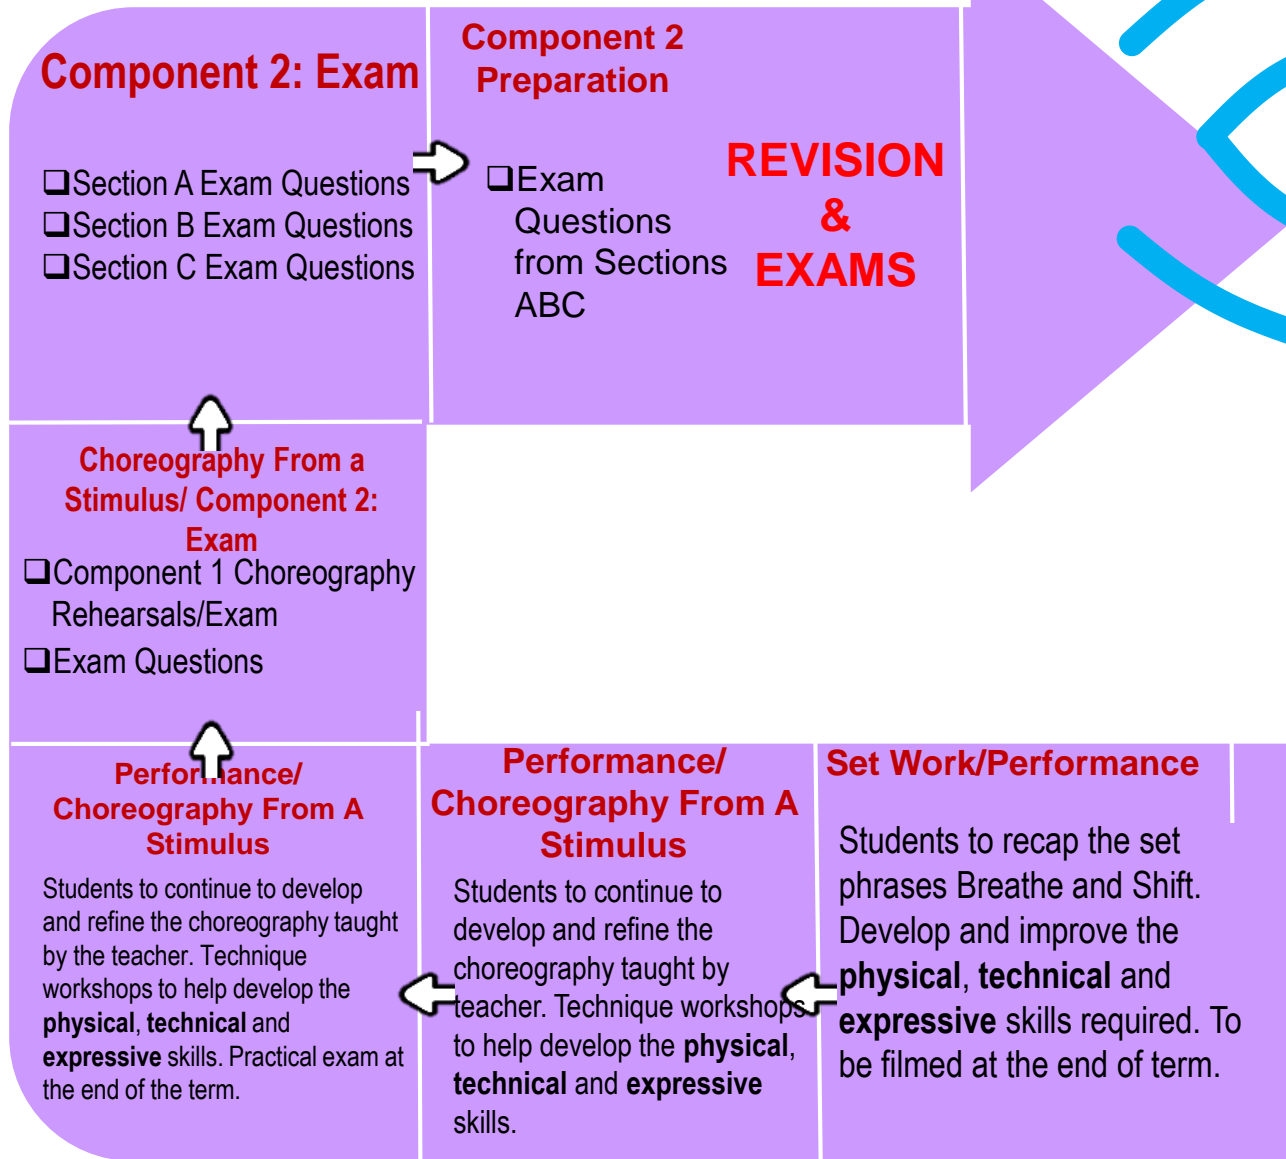 Component 2: Exam
❑Section A Exam Questions
❑Section B Exam Questions
❑Section C Exam Questions
Component 2
Preparation
❑Exam
Questions
from Sections
ABC
REVISION
&
EXAMS
Choreography From a
Stimulus/ Component 2:
Exam
❑Component 1 Choreography
Rehearsals/Exam
❑Exam Questions
Performance/
Choreography From A
Stimulus
Students to continue to develop
and refine the choreography taught
by the teacher. Technique
workshops to help develop the
physical, technical and
expressive skills. Practical exam at
the end of the term.
Performance/
Choreography From A
Stimulus
Students to continue to
develop and refine the
choreography taught by
teacher. Technique workshops
to help develop the physical,
technical and expressive
skills.
Set Work/Performance
Students to recap the set
phrases Breathe and Shift.
Develop and improve the
physical, technical and
expressive skills required. To
be filmed at the end of term.